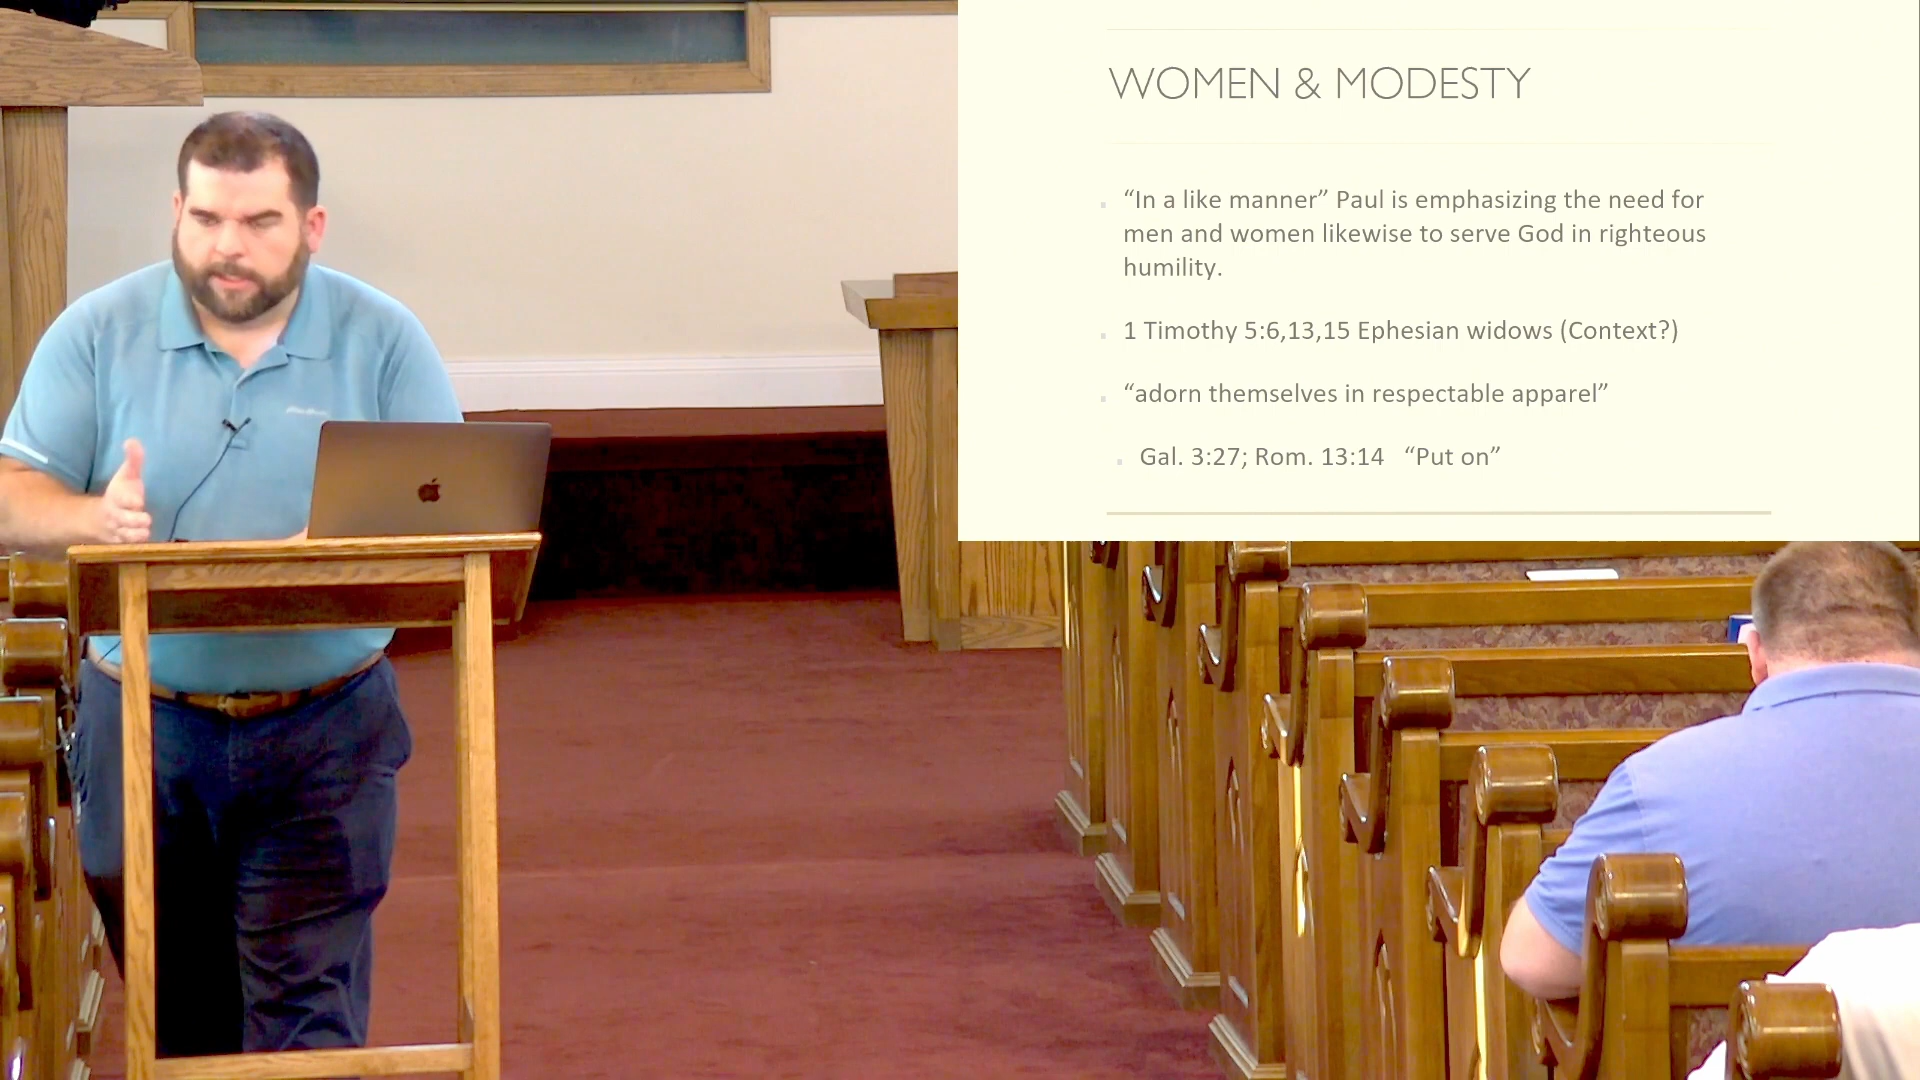 WOMEN & MODESTY
“In a like manner” Paul is emphasizing the need for
men and women likewise to serve God in righteous
humility.
1 Timothy 5:6,13,15 Ephesian widows (Context?)
“adorn themselves in respectable apparel”
Gal. 3:27; Rom. 13:14 “Put on”